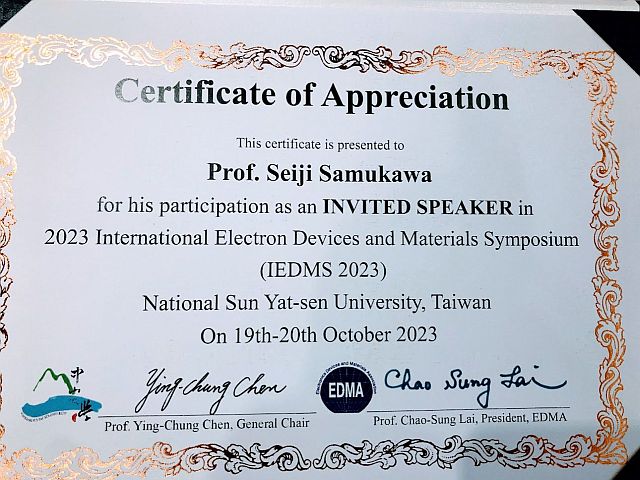 Certificate of Appreciation
This certificate is presented to
Prof. Seiji Samukawa
for his participation as an INVITED SPEAKER in
2023 International Electron Devices and Materials Symposium
(IEDMS 2023)
National Sun Yat-sen University, Taiwan
On 19th-20th October 2023
Ying-chung Chen
EDMA
Chao Sung Lai
Prof. Ying-Chung Chen, General Chair
Prof. Chao-Sung Lai, President, EDMA